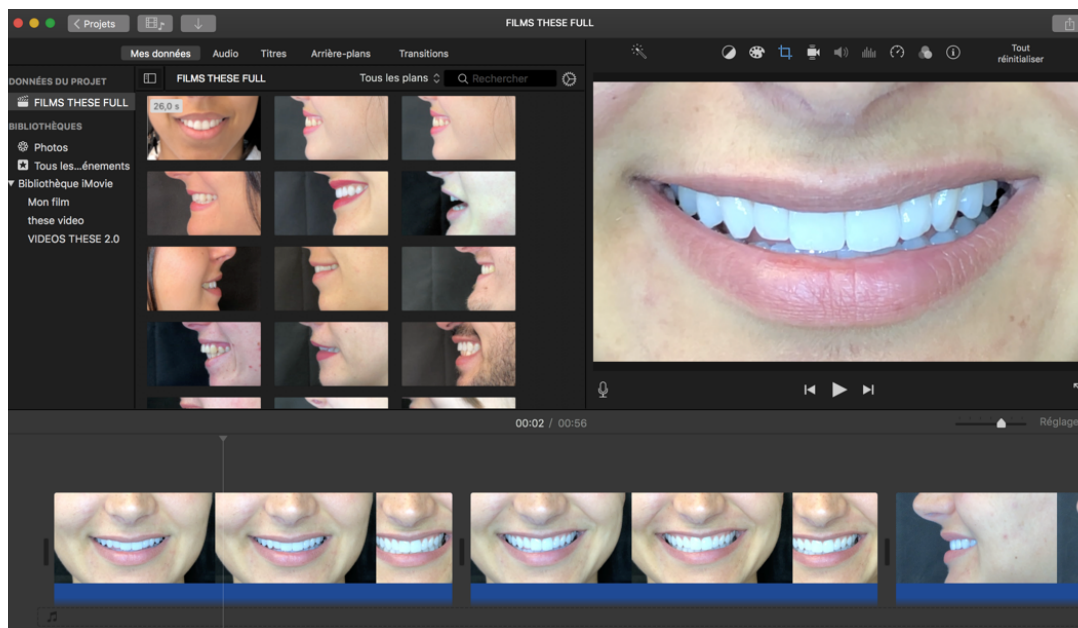 Projets
FILMS THESE FULL
Mes données Audio Titres Arrière-plans Transitions
Tout
réinitialiser
DONNÉES DU PROJET
FILMS THESE FULL
Tous les plans
Rechercher
FILMS THESE FULL
26,0 s
BIBLIOTHÈQUES
Photos
Tous les...énements
Bibliothèque iMovie
Mon film
these video
VIDEOS THESE 2.0
00:02 / 00:56
Réglage